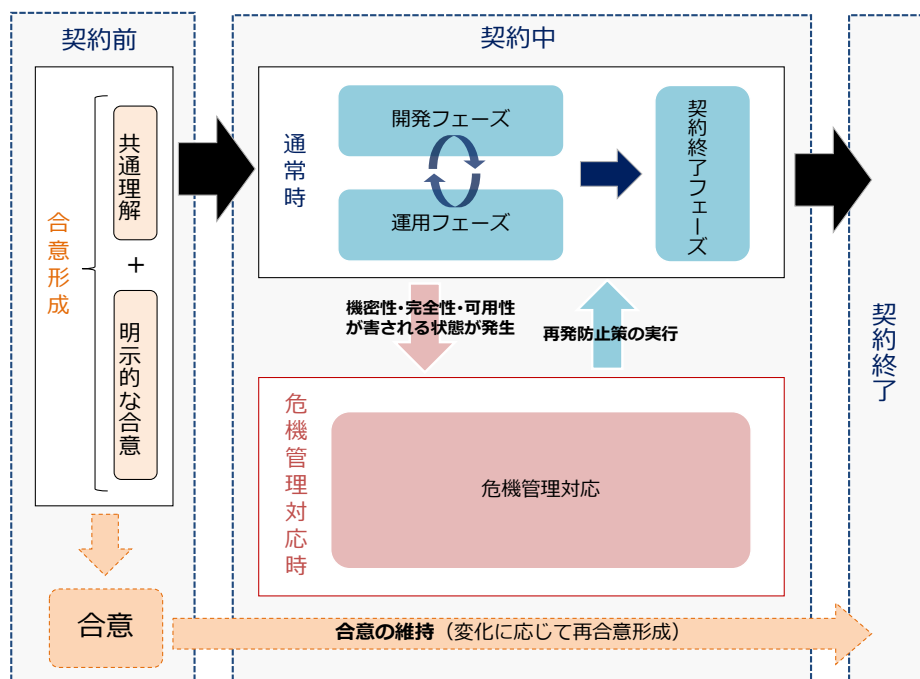 契約前
合意形成
共通理解
+
明示的な合意
合意
契約中
通常時
開発フェーズ
運用フェーズ
契約終了フェーズ
機密性・完全性・可用性
が害される状態が発生
再発防止策の実行
危機管理対応時
危機管理対応
合意の維持（変化に応じて再合意形成）
契約終了